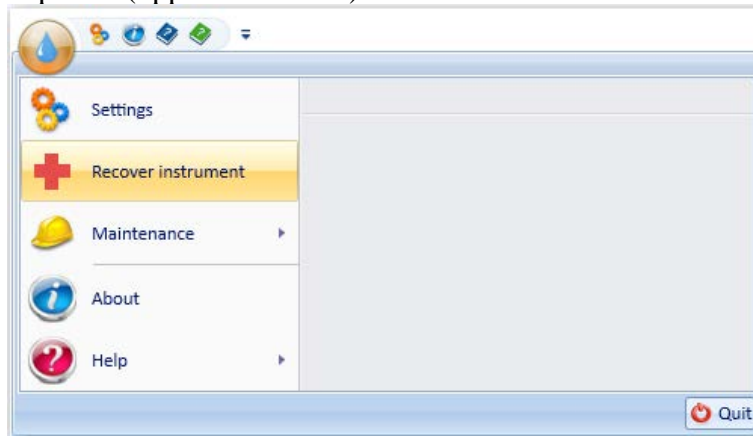 Settings
Recover instrument
Maintenance
About
Help
Quit